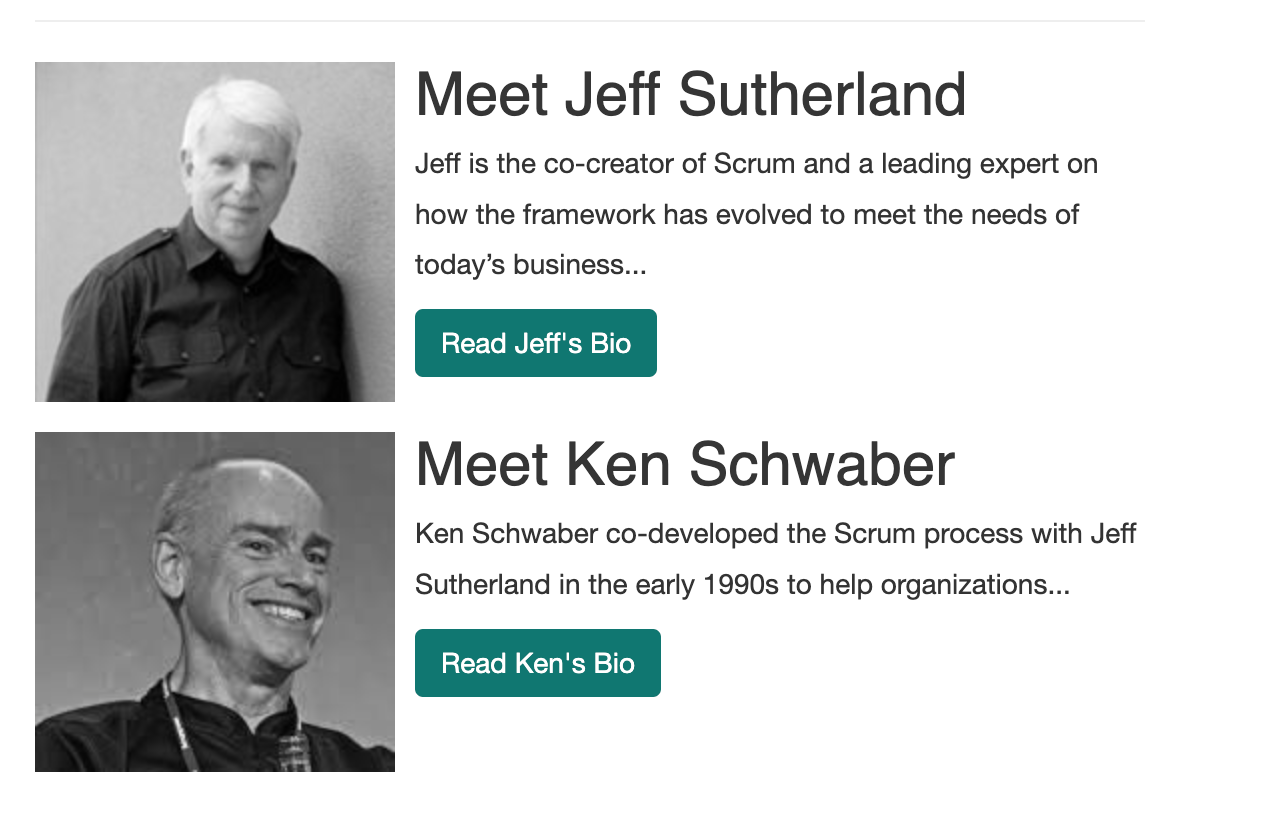 Meet Jeff Sutherland
Jeff is the co-creator of Scrum and a leading expert on
how the framework has evolved to meet the needs of
today’s business...
Read Jeff's Bio
Meet Ken Schwaber
Ken Schwaber co-developed the Scrum process with Jeff
Sutherland in the early 1990s to help organizations...
Read Ken's Bio